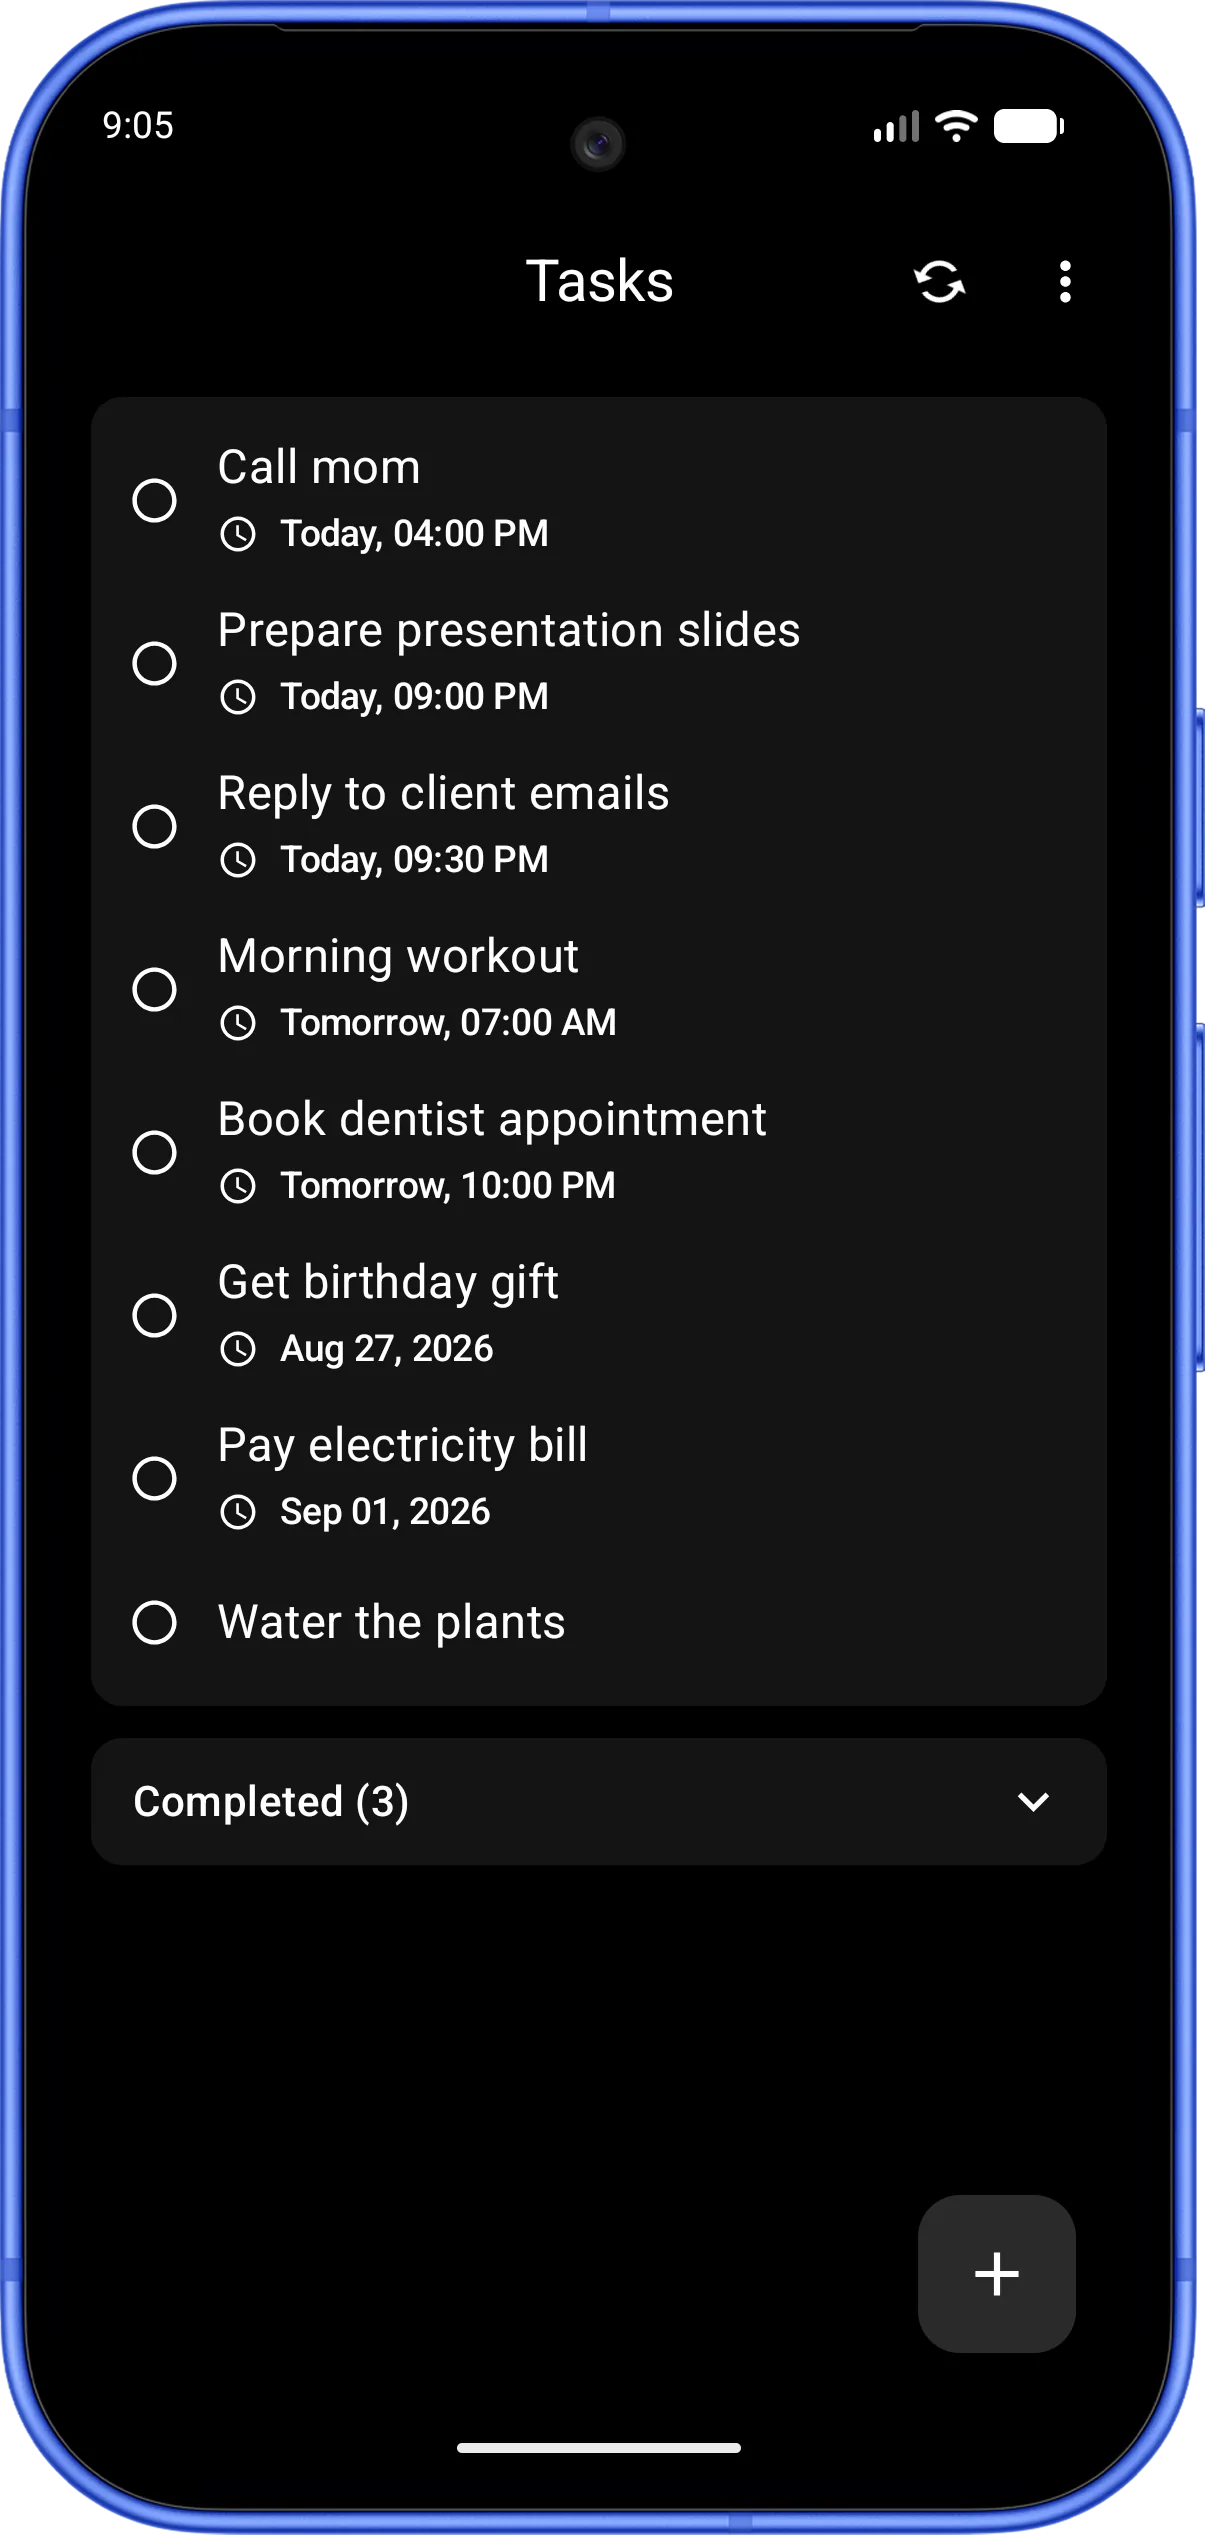 9:05
Tasks
Call mom
Today, 04:00 PM
Prepare presentation slides
Today, 09:00 PM
Reply to client emails
Today, 09:30 PM
Morning workout
Tomorrow, 07:00 AM
Book dentist appointment
Tomorrow, 10:00 PM
Get birthday gift
Aug 27, 2026
Pay electricity bill
Sep 01, 2026
Water the plants
Completed (3)